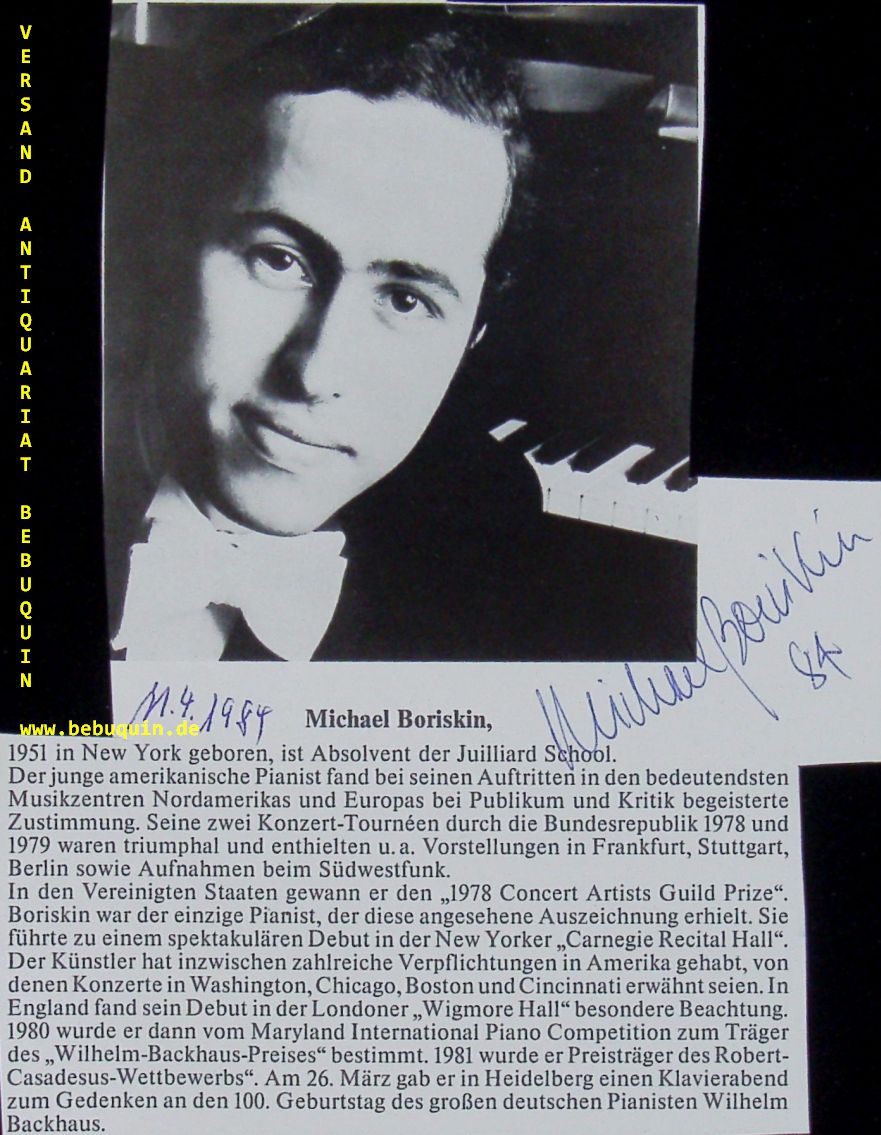 VERSAND ANTIQUARIAT BEBUQUIN
www.bebuquin.de
Michael Boriskin
84
11.4.1984
Michael Boriskin,
1951 in New York geboren, ist Absolvent der Juilliard School.
Der junge amerikanische Pianist fand bei seinen Auftritten in den bedeutendsten
Musikzentren Nordamerikas und Europas bei Publikum und Kritik begeisterte
Zustimmung. Seine zwei Konzert-Tournéen durch die Bundesrepublik 1978 und
1979 waren triumphal und enthielten u. a. Vorstellungen in Frankfurt, Stuttgart,
Berlin sowie Aufnahmen beim Südwestfunk.
In den Vereinigten Staaten gewann er den „1978 Concert Artists Guild Prize“.
Boriskin war der einzige Pianist, der diese angesehene Auszeichnung erhielt. Sie
führte zu einem spektakulären Debut in der New Yorker „Carnegie Recital Hall“.
Der Künstler hat inzwischen zahlreiche Verpflichtungen in Amerika gehabt, von
denen Konzerte in Washington, Chicago, Boston und Cincinnati erwähnt seien. In
England fand sein Debut in der Londoner „Wigmore Hall“ besondere Beachtung.
1980 wurde er dann vom Maryland International Piano Competition zum Träger
des „Wilhelm-Backhaus-Preises“ bestimmt. 1981 wurde er Preisträger des Robert-
Casadesus-Wettbewerbs“. Am 26. März gab er in Heidelberg einen Klavierabend
zum Gedenken an den 100. Geburtstag des großen deutschen Pianisten Wilhelm
Backhaus.